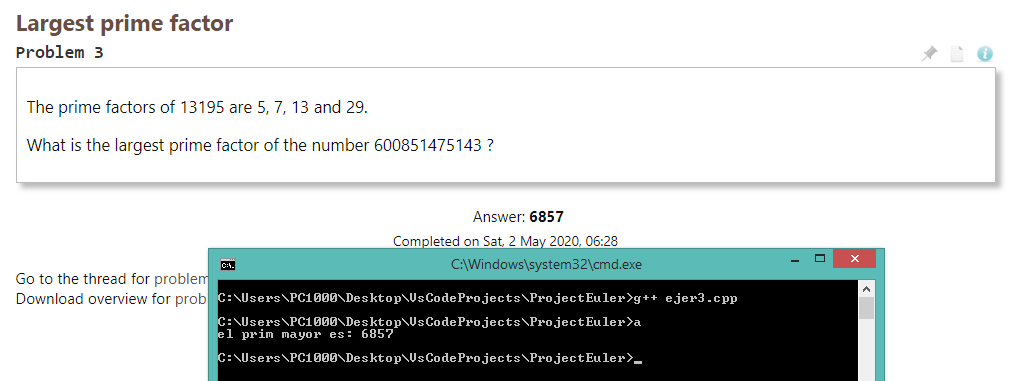 Largest prime factor
Problem 3
The prime factors of 13195 are 5, 7, 13 and 29.
What is the largest prime factor of the number 600851475143 ?
Answer: 6857
Completed on Sat, 2 May 2020, 06:28
Go to the thread for problem
Download overview for prob
C:\Windows\system32\cmd.exe
C:\Users\PC1000\Desktop\VsCodeProjects\ProjectEuler>g++ ejer3.cpp
C:\Users\PC1000\Desktop\VsCodeProjects\ProjectEuler>a
el prim mayor es: 6857
C:\Users\PC1000\Desktop\VsCodeProjects\ProjectEuler>_